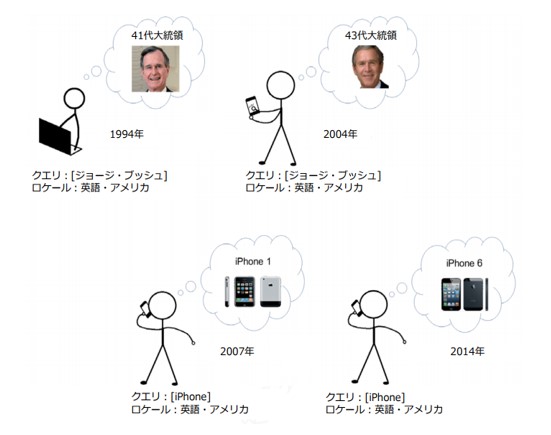 41代大統領
43代大統領
1994年
2004年
クエリ：[ジョージ・ブッシュ]
ロケール：英語・アメリカ
クエリ：[ジョージ・ブッシュ]
ロケール：英語・アメリカ
iPhone 1
iPhone 6
2007年
2014年
クエリ：[iPhone]
ロケール：英語・アメリカ
クエリ：[iPhone]
ロケール：英語・アメリカ